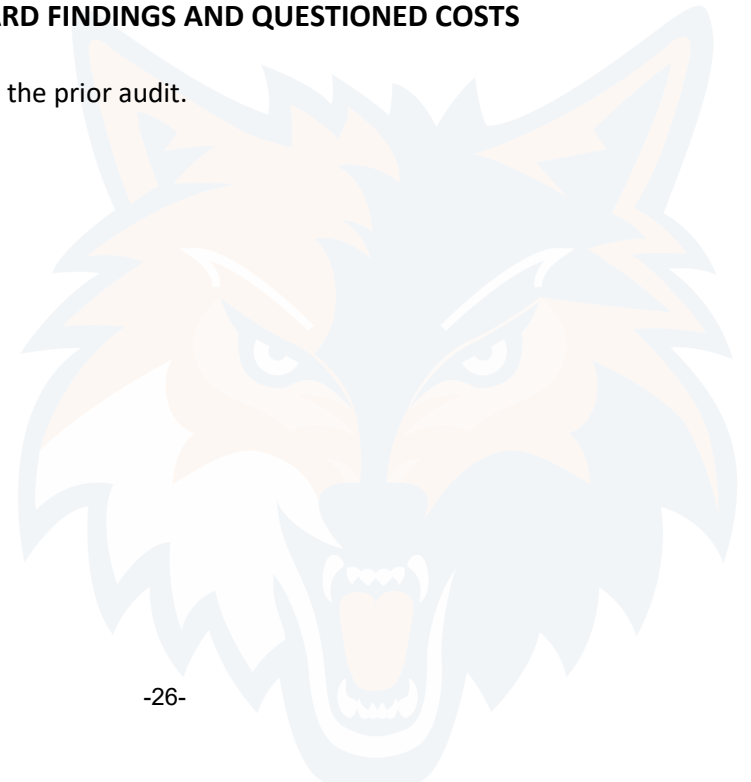 ARD FINDINGS AND QUESTIONED COSTS
the prior audit.
-26-